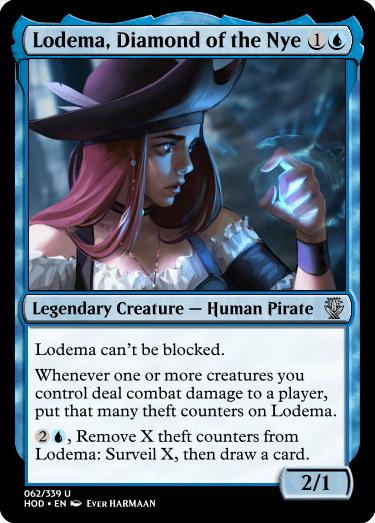 Lodema, Diamond of the Nye 1
Legendary Creature — Human Pirate
Lodema can't be blocked.
Whenever one or more creatures you
control deal combat damage to a player,
put that many theft counters on Lodema.
2, Remove X theft counters from
Lodema: Surveil X, then draw a card.
2/1
062/339 U
HOD • EN Ever HARMAAN